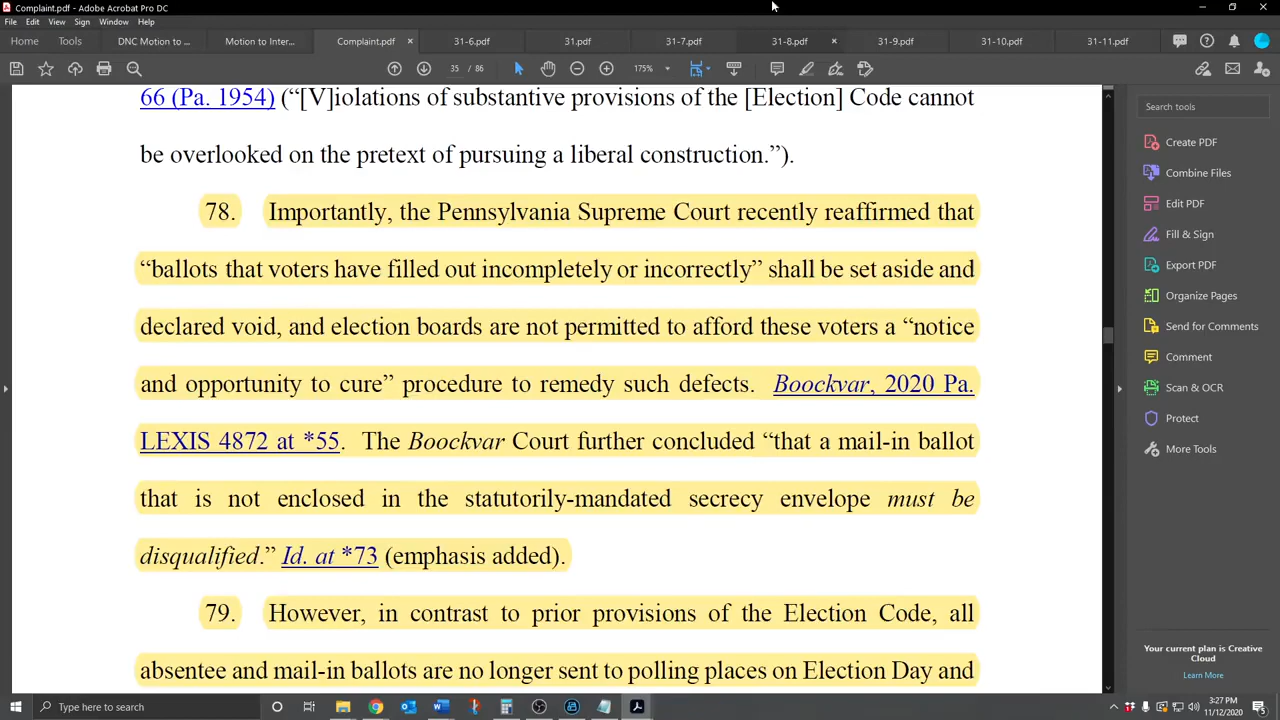 Complaint.pdf - Adobe Acrobat Pro DC
File Edit View Sign Window Help
Home Tools DNC Motion to ... Motion to Inter... Complaint.pdf 31-6.pdf 31.pdf 31-7.pdf 31-8.pdf 31-9.pdf 31-10.pdf 31-11.pdf
35 / 86 175%
66 (Pa. 1954) (“[V]iolations of substantive provisions of the [Election] Code cannot
be overlooked on the pretext of pursuing a liberal construction.”).
78. Importantly, the Pennsylvania Supreme Court recently reaffirmed that
“ballots that voters have filled out incompletely or incorrectly” shall be set aside and
declared void, and election boards are not permitted to afford these voters a “notice
and opportunity to cure” procedure to remedy such defects. Boockvar, 2020 Pa.
LEXIS 4872 at *55. The Boockvar Court further concluded “that a mail-in ballot
that is not enclosed in the statutorily-mandated secrecy envelope must be
disqualified.” Id. at *73 (emphasis added).
79. However, in contrast to prior provisions of the Election Code, all
absentee and mail-in ballots are no longer sent to polling places on Election Day and
Search tools
Create PDF
Combine Files
Edit PDF
Fill & Sign
Export PDF
Organize Pages
Send for Comments
Comment
Scan & OCR
Protect
More Tools
Your current plan is Creative
Cloud
Learn More
Type here to search
3:27 PM
11/12/2020
5